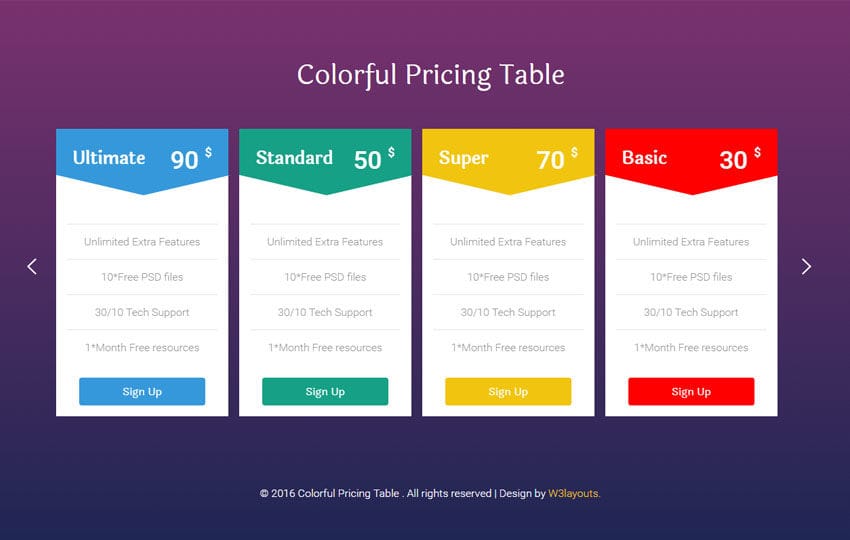 Colorful Pricing Table
Ultimate 90 $
Unlimited Extra Features
10*Free PSD files
30/10 Tech Support
1*Month Free resources
Sign Up
Standard 50 $
Unlimited Extra Features
10*Free PSD files
30/10 Tech Support
1*Month Free resources
Sign Up
Super 70 $
Unlimited Extra Features
10*Free PSD files
30/10 Tech Support
1*Month Free resources
Sign Up
Basic 30 $
Unlimited Extra Features
10*Free PSD files
30/10 Tech Support
1*Month Free resources
Sign Up
© 2016 Colorful Pricing Table . All rights reserved | Design by W3layouts.